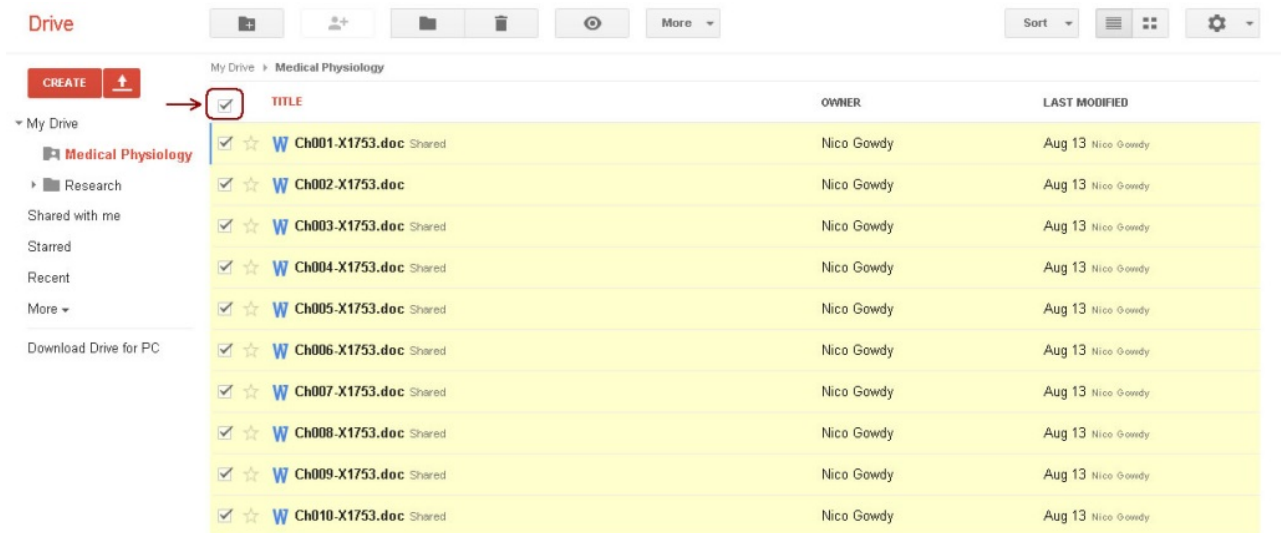 Drive More Sort
CREATE
My Drive Medical Physiology
TITLE OWNER LAST MODIFIED
My Drive
Medical Physiology
Research
Shared with me
Starred
Recent
More
Download Drive for PC
W Ch001-X1753.doc Shared Nico Gowdy Aug 13 Nico Gowdy
W Ch002-X1753.doc Nico Gowdy Aug 13 Nico Gowdy
W Ch003-X1753.doc Shared Nico Gowdy Aug 13 Nico Gowdy
W Ch004-X1753.doc Shared Nico Gowdy Aug 13 Nico Gowdy
W Ch005-X1753.doc Shared Nico Gowdy Aug 13 Nico Gowdy
W Ch006-X1753.doc Shared Nico Gowdy Aug 13 Nico Gowdy
W Ch007-X1753.doc Shared Nico Gowdy Aug 13 Nico Gowdy
W Ch008-X1753.doc Shared Nico Gowdy Aug 13 Nico Gowdy
W Ch009-X1753.doc Shared Nico Gowdy Aug 13 Nico Gowdy
W Ch010-X1753.doc Shared Nico Gowdy Aug 13 Nico Gowdy